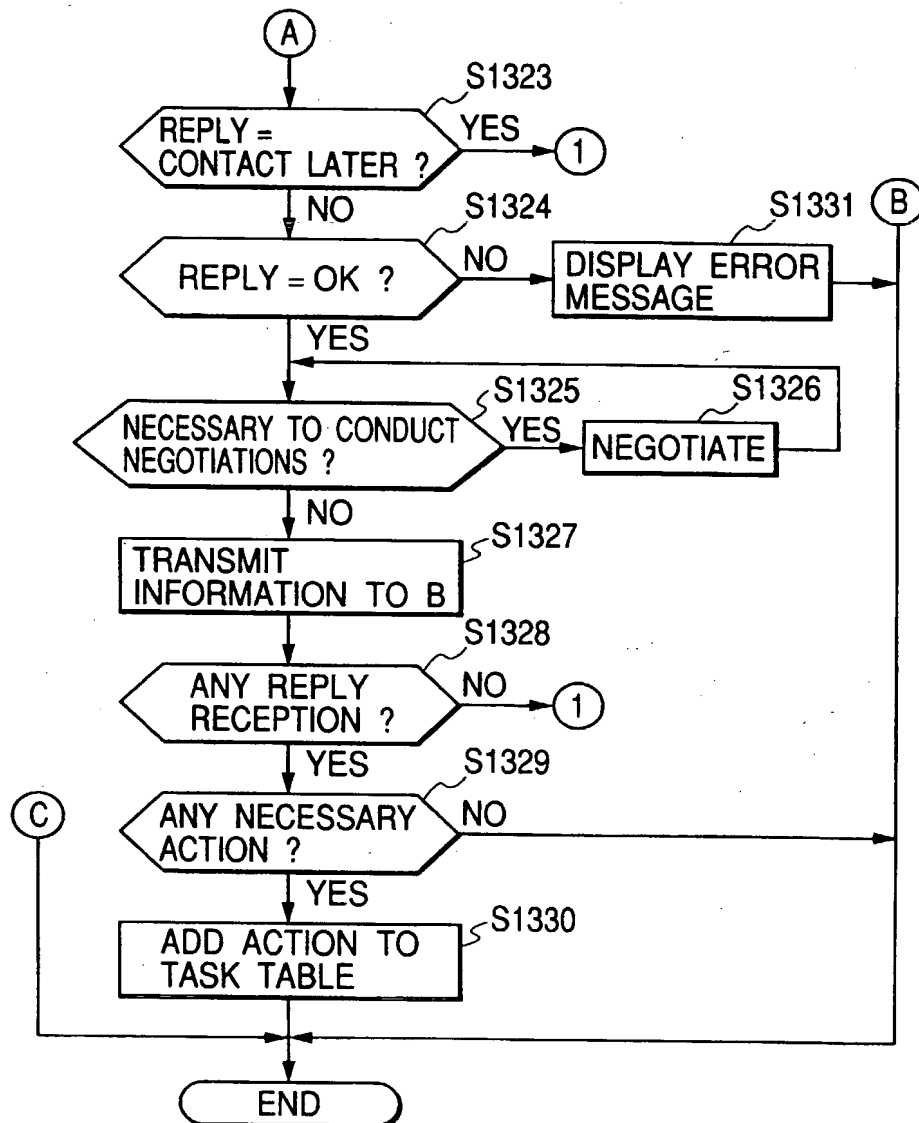 A
S1323
REPLY =
CONTACT LATER ?
YES
1
NO
S1324
REPLY = OK ?
NO
S1331
DISPLAY ERROR
MESSAGE
B
YES
S1325
NECESSARY TO CONDUCT
NEGOTIATIONS ?
YES
S1326
NEGOTIATE
NO
S1327
TRANSMIT
INFORMATION TO B
S1328
ANY REPLY
RECEPTION ?
NO
1
YES
S1329
C
ANY NECESSARY
ACTION ?
NO
YES
S1330
ADD ACTION TO
TASK TABLE
END